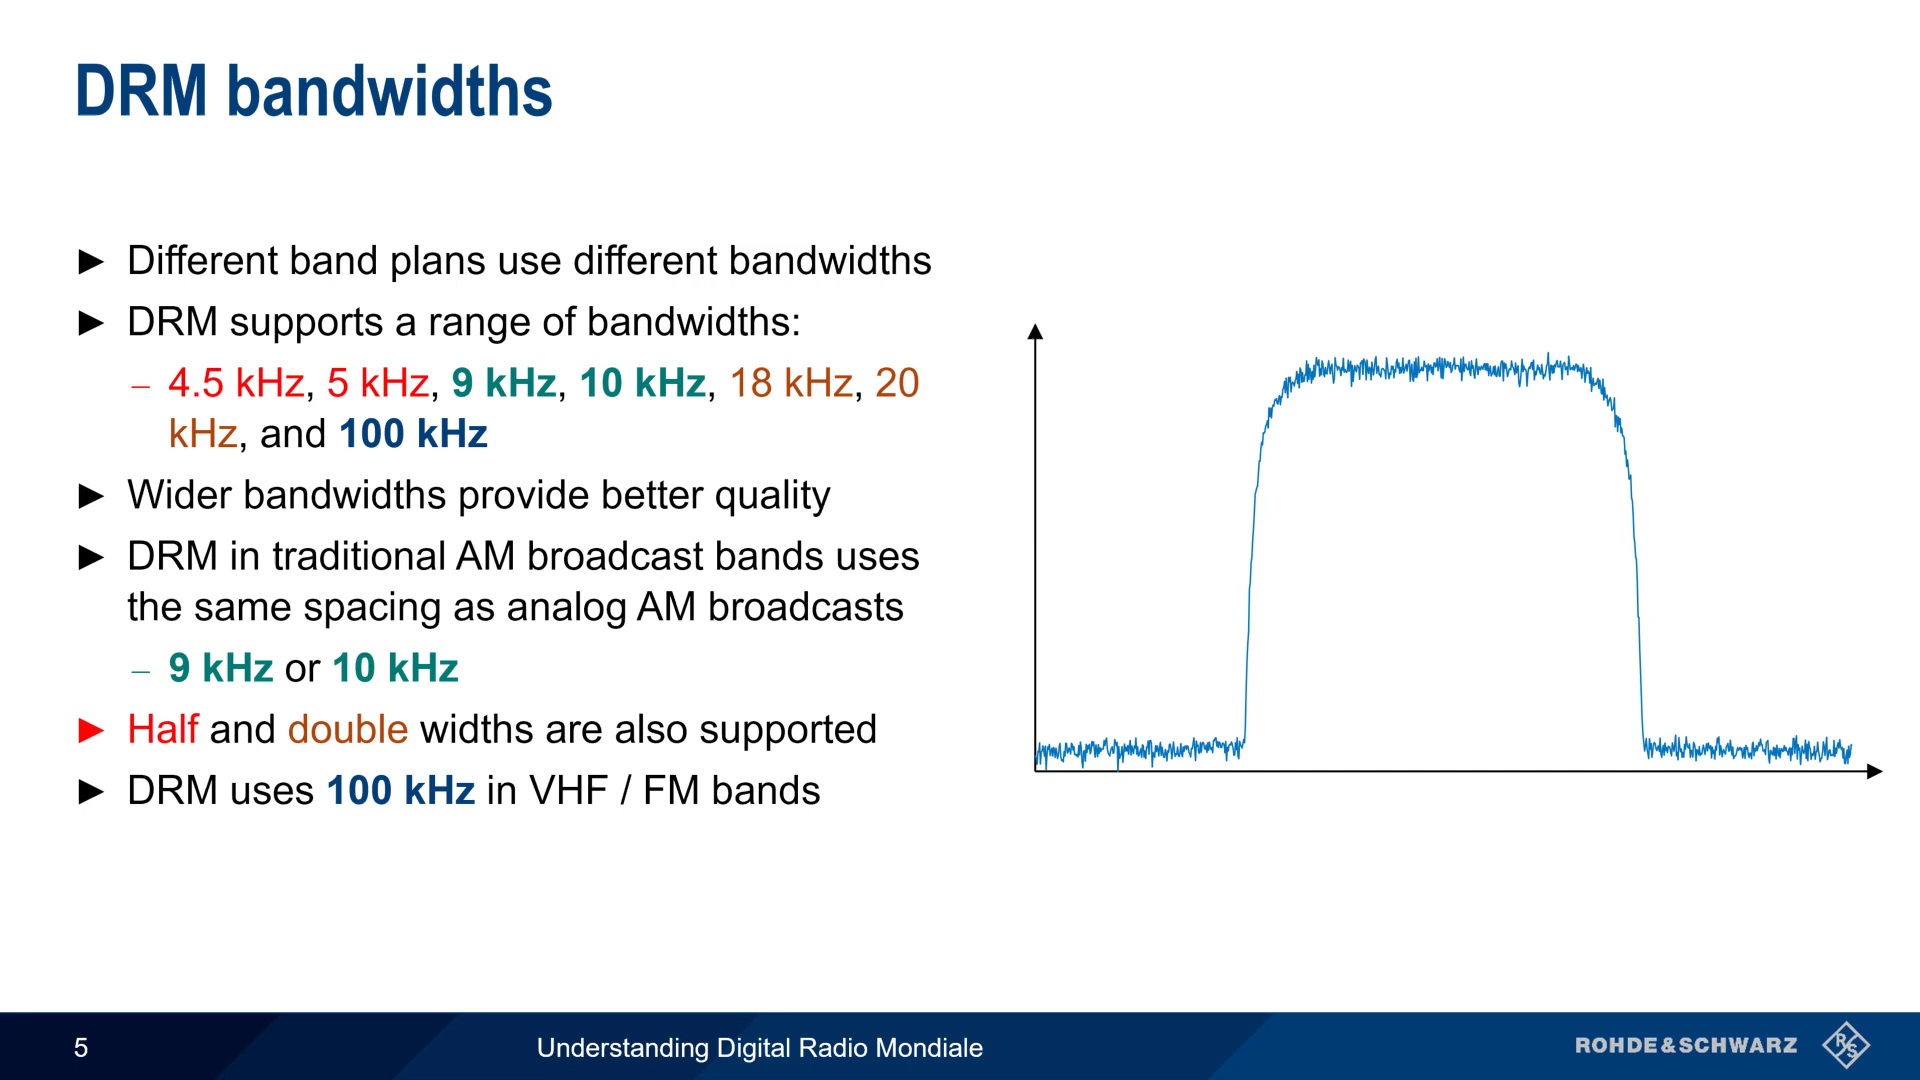 DRM bandwidths
► Different band plans use different bandwidths
► DRM supports a range of bandwidths:
– 4.5 kHz, 5 kHz, 9 kHz, 10 kHz, 18 kHz, 20
kHz, and 100 kHz
► Wider bandwidths provide better quality
► DRM in traditional AM broadcast bands uses
the same spacing as analog AM broadcasts
– 9 kHz or 10 kHz
► Half and double widths are also supported
► DRM uses 100 kHz in VHF / FM bands
5
Understanding Digital Radio Mondiale
ROHDE&SCHWARZ
R&S